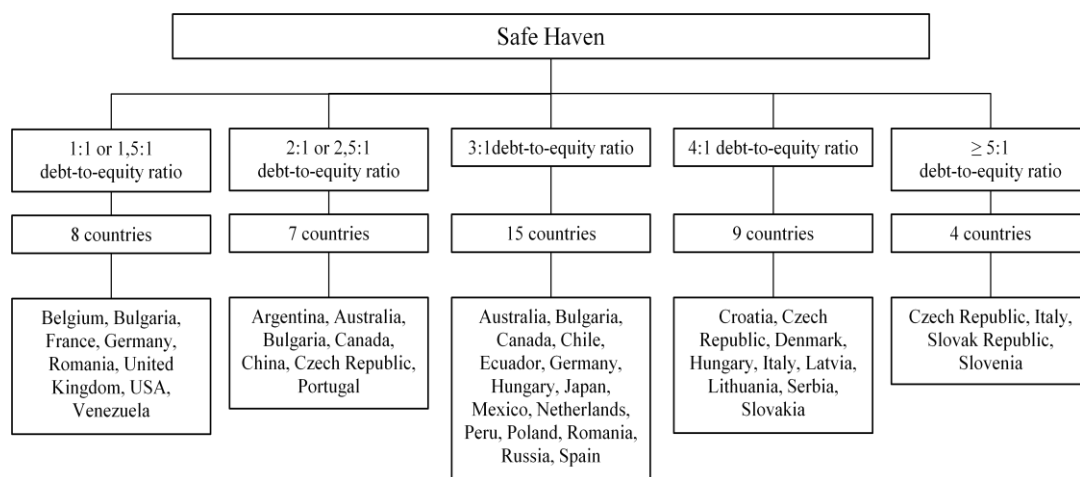 Safe Haven
1:1 or 1,5:1
debt-to-equity ratio
2:1 or 2,5:1
debt-to-equity ratio
3:1debt-to-equity ratio
4:1 debt-to-equity ratio
≥ 5:1
debt-to-equity ratio
8 countries
7 countries
15 countries
9 countries
4 countries
Belgium, Bulgaria,
France, Germany,
Romania, United
Kingdom, USA,
Venezuela
Argentina, Australia,
Bulgaria, Canada,
China, Czech Republic,
Portugal
Australia, Bulgaria,
Canada, Chile,
Ecuador, Germany,
Hungary, Japan,
Mexico, Netherlands,
Peru, Poland, Romania,
Russia, Spain
Croatia, Czech
Republic, Denmark,
Hungary, Italy, Latvia,
Lithuania, Serbia,
Slovakia
Czech Republic, Italy,
Slovak Republic,
Slovenia